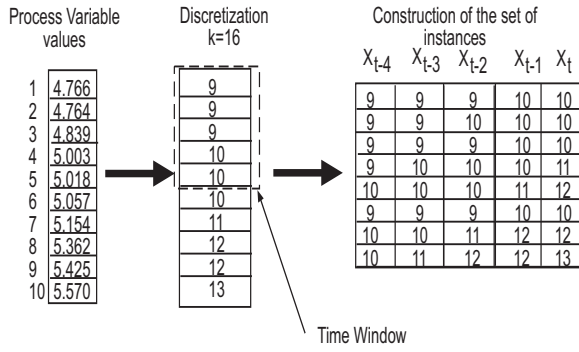 Process Variable
values
1 4.766
2 4.764
3 4.839
4 5.003
5 5.018
6 5.057
7 5.154
8 5.362
9 5.425
10 5.570
Discretization
k=16
9
9
9
10
10
10
11
12
12
13
Time Window
Construction of the set of
instances
Xt-4 Xt-3 Xt-2 Xt-1 Xt
9 9 9 10 10
9 9 10 10 10
9 9 9 10 10
9 10 10 10 11
10 10 10 11 12
9 9 9 10 10
10 10 11 12 12
10 11 12 12 13